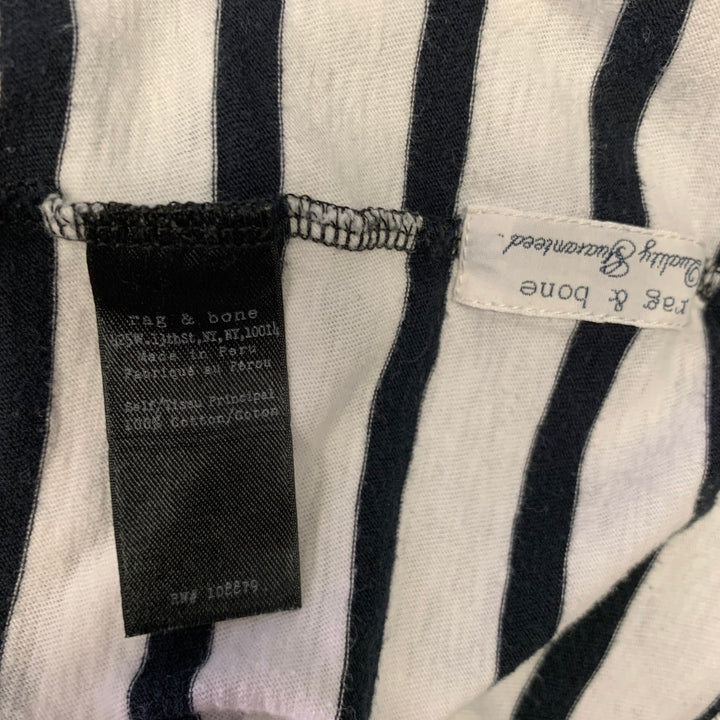 rag & bone
425W.13thSt,NY,NY,10014
Made in Peru
Fabrique au Pérou
Self/Tissu Principal
100% Cotton/Coton
RN# 108879
rag & bone
Quality Guaranteed.